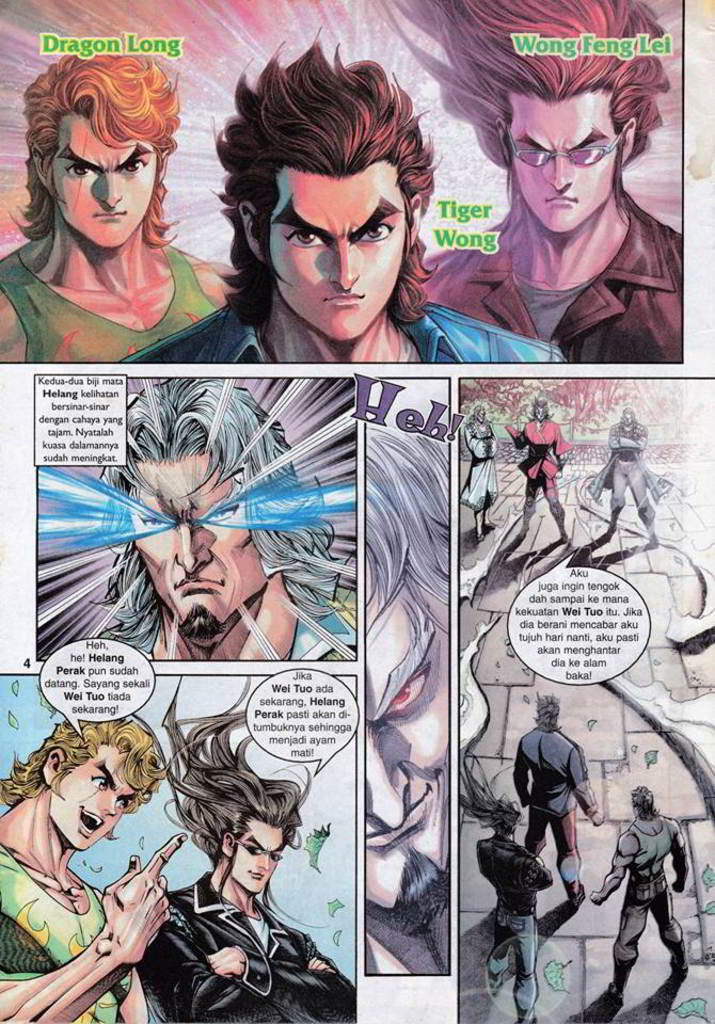 Dragon Long
Wong Feng Lei
Tiger
Wong
Kedua-dua biji mata
Helang kelihatan
bersinar-sinar
dengan cahaya yang
tajam. Nyatalah
kuasa dalamannya
sudah meningkat.
Heh!
Aku
juga ingin tengok
dah sampai ke mana
kekuatan Wei Tuo itu. Jika
dia berani mencabar aku
tujuh hari nanti, aku pasti
akan menghantar
dia ke alam
baka!
4
Heh,
he! Helang
Perak pun sudah
datang. Sayang sekali
Wei Tuo tiada
sekarang!
Jika
Wei Tuo ada
sekarang, Helang
Perak pasti akan di-
tumbuknya sehingga
menjadi ayam
mati!